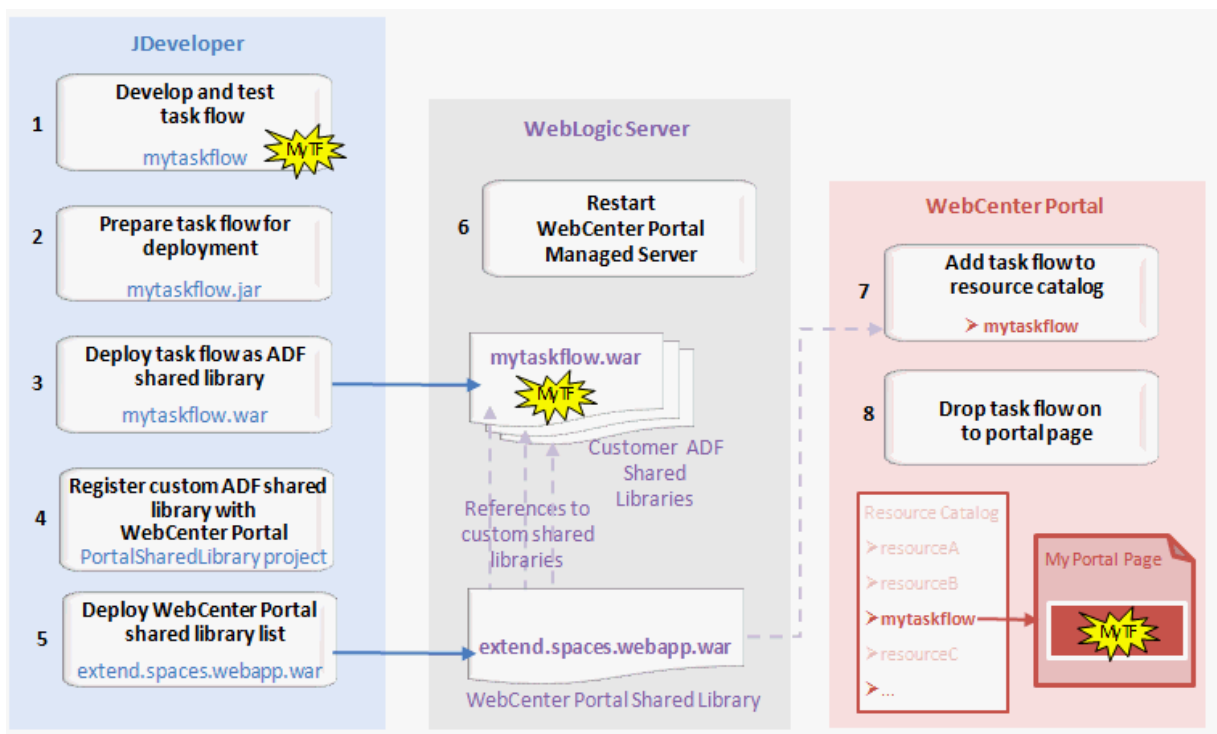 JDeveloper
1
Develop and test
task flow
mytaskflow
MyTF
2
Prepare task flow for
deployment
mytaskflow.jar
3
Deploy task flow as ADF
shared library
mytaskflow.war
4
Register custom ADF shared
library with
WebCenter Portal
PortalSharedLibrary project
5
Deploy WebCenter Portal
shared library list
extend.spaces.webapp.war
WebLogic Server
6
Restart
WebCenter Portal
Managed Server
mytaskflow.war
MyTF
Customer ADF
Shared
Libraries
References to
custom shared
libraries
extend.spaces.webapp.war
WebCenter Portal Shared Library
WebCenter Portal
7
Add task flow to
resource catalog
➢ mytaskflow
8
Drop task flow on
to portal page
Resource Catalog
➢resourceA
➢resourceB
➢mytaskflow
➢resourceC
➢...
My Portal Page
MyTF